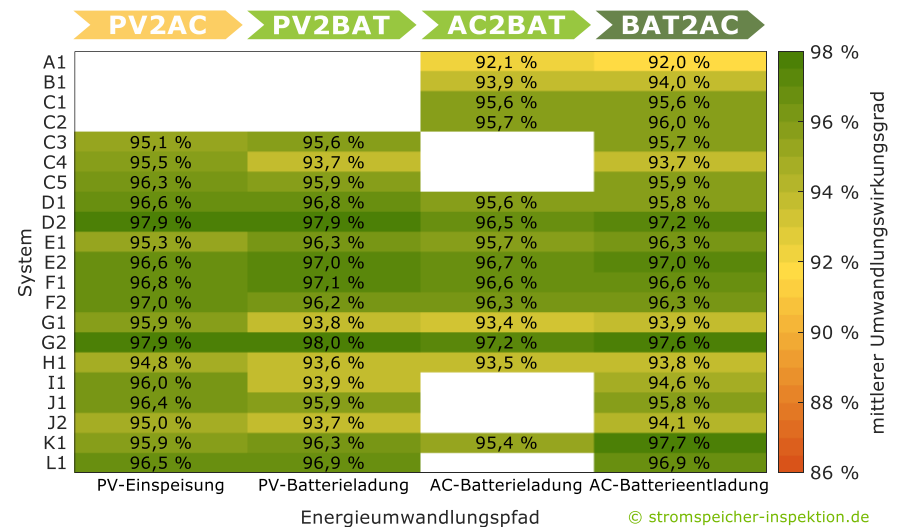 PV2AC PV2BAT AC2BAT BAT2AC
A1 92,1 % 92,0 %
B1 93,9 % 94,0 %
C1 95,6 % 95,6 %
C2 95,7 % 96,0 %
C3 95,1 % 95,6 % 95,7 %
C4 95,5 % 93,7 % 93,7 %
C5 96,3 % 95,9 % 95,9 %
D1 96,6 % 96,8 % 95,6 % 95,8 %
D2 97,9 % 97,9 % 96,5 % 97,2 %
E1 95,3 % 96,3 % 95,7 % 96,3 %
E2 96,6 % 97,0 % 96,7 % 97,0 %
F1 96,8 % 97,1 % 96,6 % 96,6 %
F2 97,0 % 96,2 % 96,3 % 96,3 %
G1 95,9 % 93,8 % 93,4 % 93,9 %
G2 97,9 % 98,0 % 97,2 % 97,6 %
H1 94,8 % 93,6 % 93,5 % 93,8 %
I1 96,0 % 93,9 % 94,6 %
J1 96,4 % 95,9 % 95,8 %
J2 95,0 % 93,7 % 94,1 %
K1 95,9 % 96,3 % 95,4 % 97,7 %
L1 96,5 % 96,9 % 96,9 %
System
PV-Einspeisung PV-Batterieladung AC-Batterieladung AC-Batterieentladung
Energieumwandlungspfad
98 %
96 %
94 %
92 %
90 %
88 %
86 %
mittlerer Umwandlungswirkungsgrad
© stromspeicher-inspektion.de